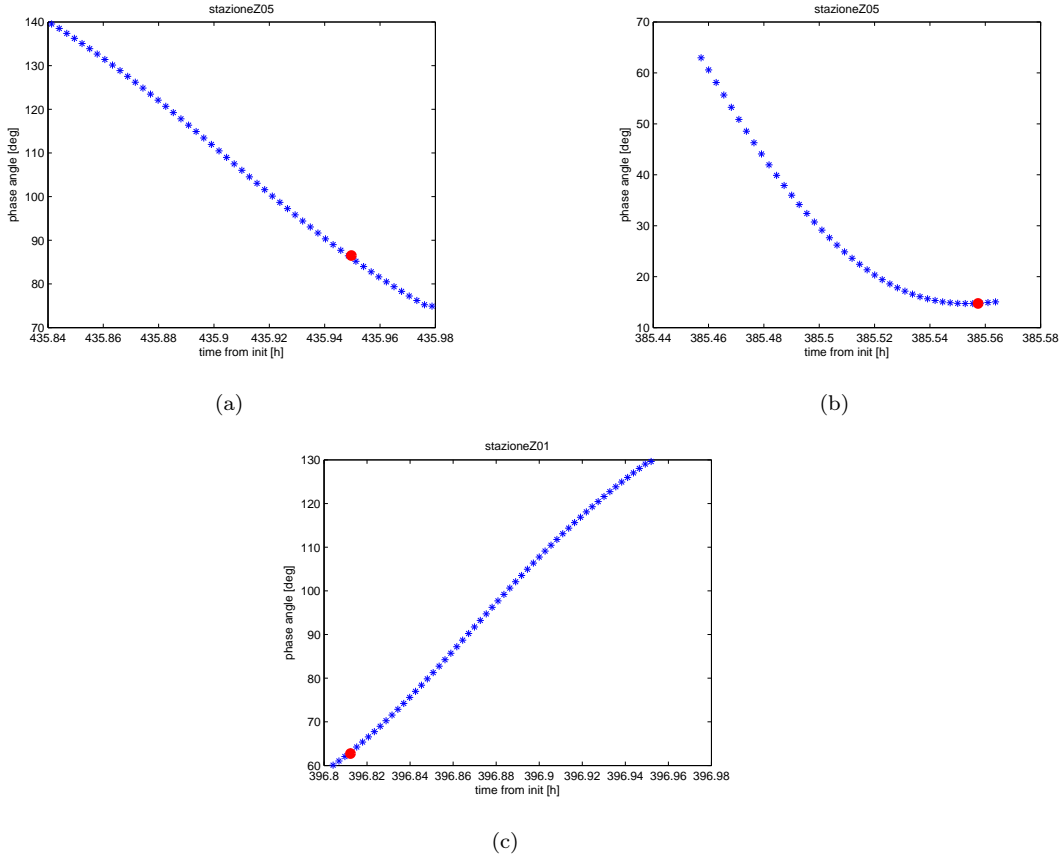 stazioneZ05
140
130
120
110
100
90
80
70
phase angle [deg]
435.84 435.86 435.88 435.9 435.92 435.94 435.96 435.98
time from init [h]
(a)
stazioneZ05
70
60
50
40
30
20
10
phase angle [deg]
385.44 385.46 385.48 385.5 385.52 385.54 385.56 385.58
time from init [h]
(b)
stazioneZ01
130
120
110
100
90
80
70
60
phase angle [deg]
396.8 396.82 396.84 396.86 396.88 396.9 396.92 396.94 396.96 396.98
time from init [h]
(c)